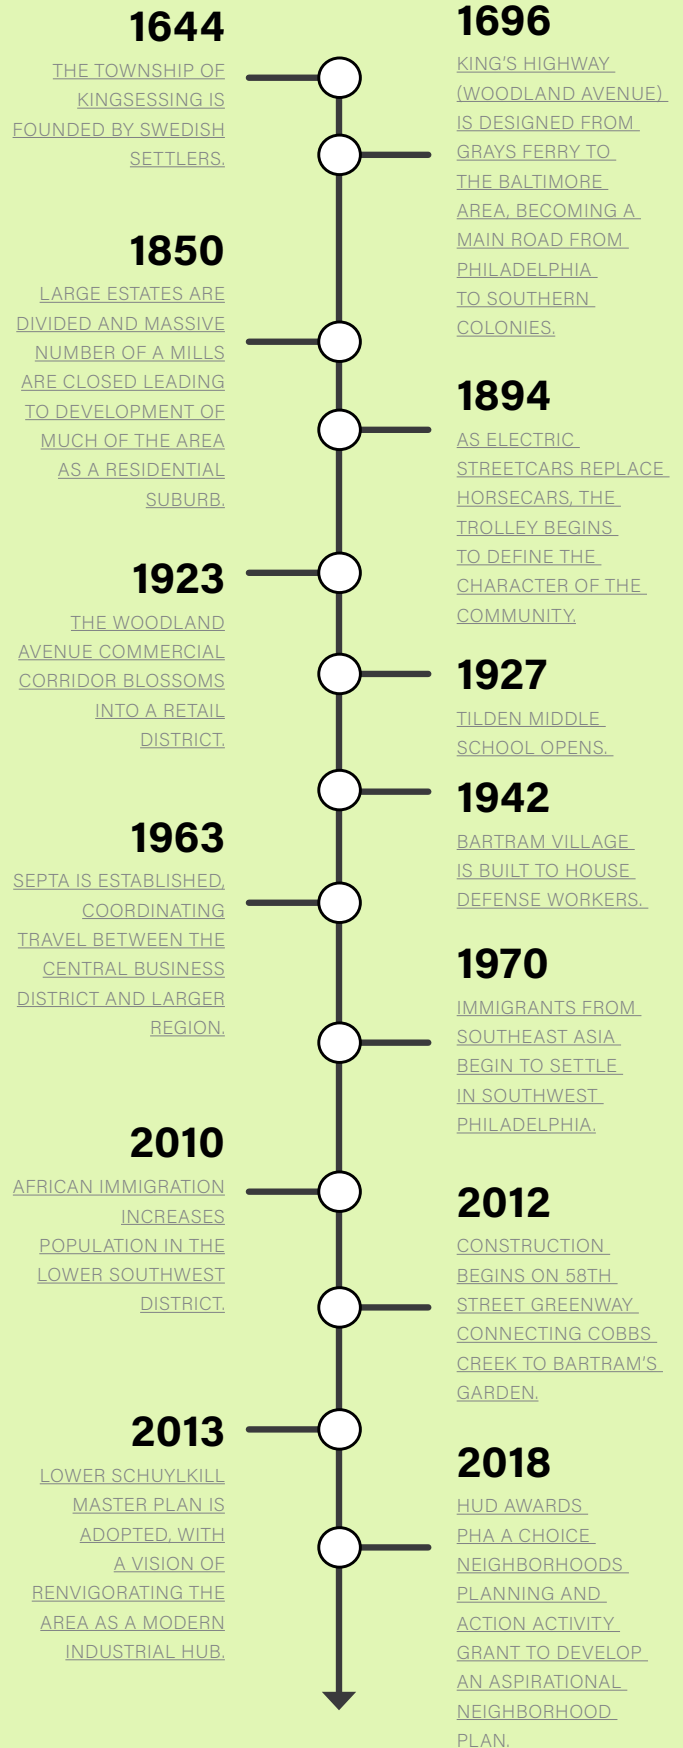 1644
THE TOWNSHIP OF
KINGSESSING IS
FOUNDED BY SWEDISH
SETTLERS.
1696
KING'S HIGHWAY
(WOODLAND AVENUE)
IS DESIGNED FROM
GRAYS FERRY TO
THE BALTIMORE
AREA, BECOMING A
MAIN ROAD FROM
PHILADELPHIA
TO SOUTHERN
COLONIES.
1850
LARGE ESTATES ARE
DIVIDED AND MASSIVE
NUMBER OF A MILLS
ARE CLOSED LEADING
TO DEVELOPMENT OF
MUCH OF THE AREA
AS A RESIDENTIAL
SUBURB.
1894
AS ELECTRIC
STREETCARS REPLACE
HORSECARS, THE
TROLLEY BEGINS
TO DEFINE THE
CHARACTER OF THE
COMMUNITY.
1923
THE WOODLAND
AVENUE COMMERCIAL
CORRIDOR BLOSSOMS
INTO A RETAIL
DISTRICT.
1927
TILDEN MIDDLE
SCHOOL OPENS.
1942
BARTRAM VILLAGE
IS BUILT TO HOUSE
DEFENSE WORKERS.
1963
SEPTA IS ESTABLISHED,
COORDINATING
TRAVEL BETWEEN THE
CENTRAL BUSINESS
DISTRICT AND LARGER
REGION.
1970
IMMIGRANTS FROM
SOUTHEAST ASIA
BEGIN TO SETTLE
IN SOUTHWEST
PHILADELPHIA.
2010
AFRICAN IMMIGRATION
INCREASES
POPULATION IN THE
LOWER SOUTHWEST
DISTRICT.
2012
CONSTRUCTION
BEGINS ON 58TH
STREET GREENWAY
CONNECTING COBBS
CREEK TO BARTRAM'S
GARDEN.
2013
LOWER SCHUYLKILL
MASTER PLAN IS
ADOPTED, WITH
A VISION OF
RENVIGORATING THE
AREA AS A MODERN
INDUSTRIAL HUB.
2018
HUD AWARDS
PHA A CHOICE
NEIGHBORHOODS
PLANNING AND
ACTION ACTIVITY
GRANT TO DEVELOP
AN ASPIRATIONAL
NEIGHBORHOOD
PLAN.